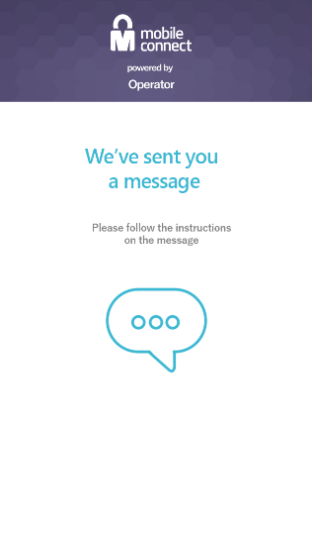 mobile
connect
powered by
Operator
We've sent you
a message
Please follow the instructions
on the message